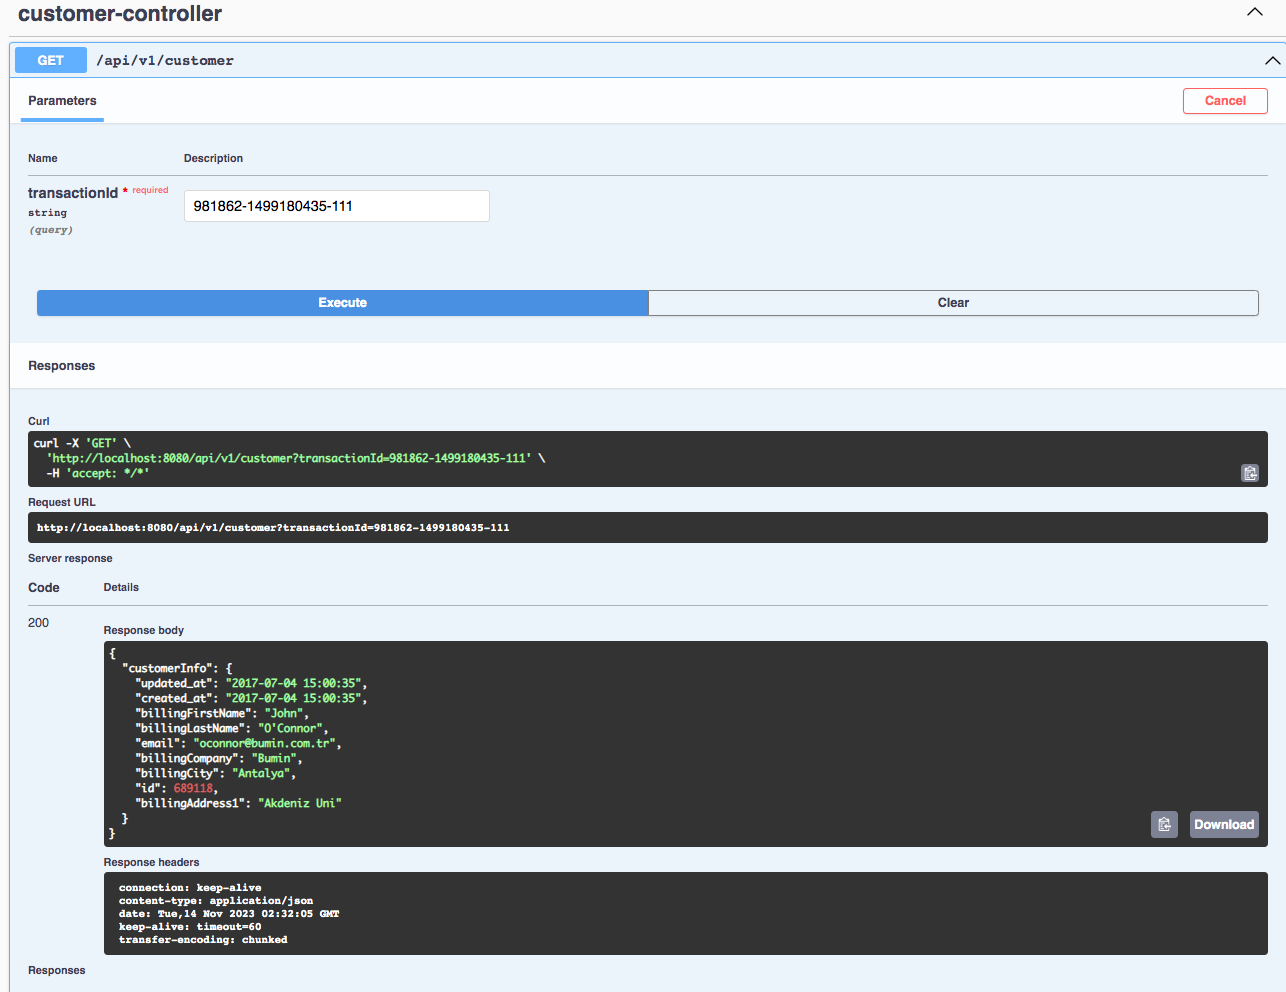 customer-controller
GET /api/v1/customer
Parameters Cancel
Name Description
transactionId * required 981862-1499180435-111
string
(query)
Execute Clear
Responses
Curl
curl -X 'GET' \
'http://localhost:8080/api/v1/customer?transactionId=981862-1499180435-111' \
-H 'accept: */*'
Request URL
http://localhost:8080/api/v1/customer?transactionId=981862-1499180435-111
Server response
Code Details
200
Response body
{
"customerInfo": {
"updated_at": "2017-07-04 15:00:35",
"created_at": "2017-07-04 15:00:35",
"billingFirstName": "John",
"billingLastName": "O'Connor",
"email": "oconnor@bumin.com.tr",
"billingCompany": "Bumin",
"billingCity": "Antalya",
"id": 689118,
"billingAddress1": "Akdeniz Uni"
}
}
Download
Response headers
connection: keep-alive
content-type: application/json
date: Tue,14 Nov 2023 02:32:05 GMT
keep-alive: timeout=60
transfer-encoding: chunked
Responses